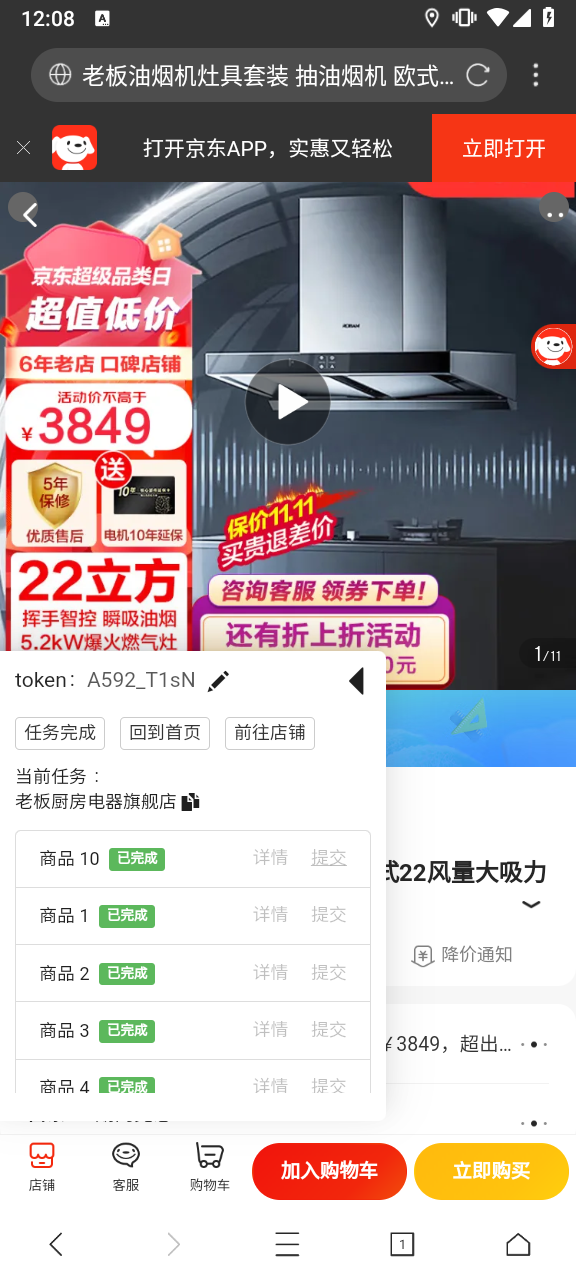 12:08
A
老板油烟机灶具套装 抽油烟机 欧式...
打开京东APP，实惠又轻松
立即打开
京东超级品类日
超值低价
6年老店 口碑店铺
活动价不高于
¥3849
送
5年
保修
优质售后
10年
电机10年延保
22立方
挥手智控 瞬吸油烟
5.2kW爆火燃气灶
ROBAM
保价11.11
买贵退差价
咨询客服 领券下单!
还有折上折活动
0元
1/11
token： A592_T1sN
任务完成
回到首页
前往店铺
当前任务：
老板厨房电器旗舰店
商品 10 已完成 详情 提交
商品 1 已完成 详情 提交
商品 2 已完成 详情 提交
商品 3 已完成 详情 提交
商品 4 已完成 详情 提交
式22风量大吸力
降价通知
¥3849，超出...
店铺
客服
购物车
加入购物车
立即购买
1